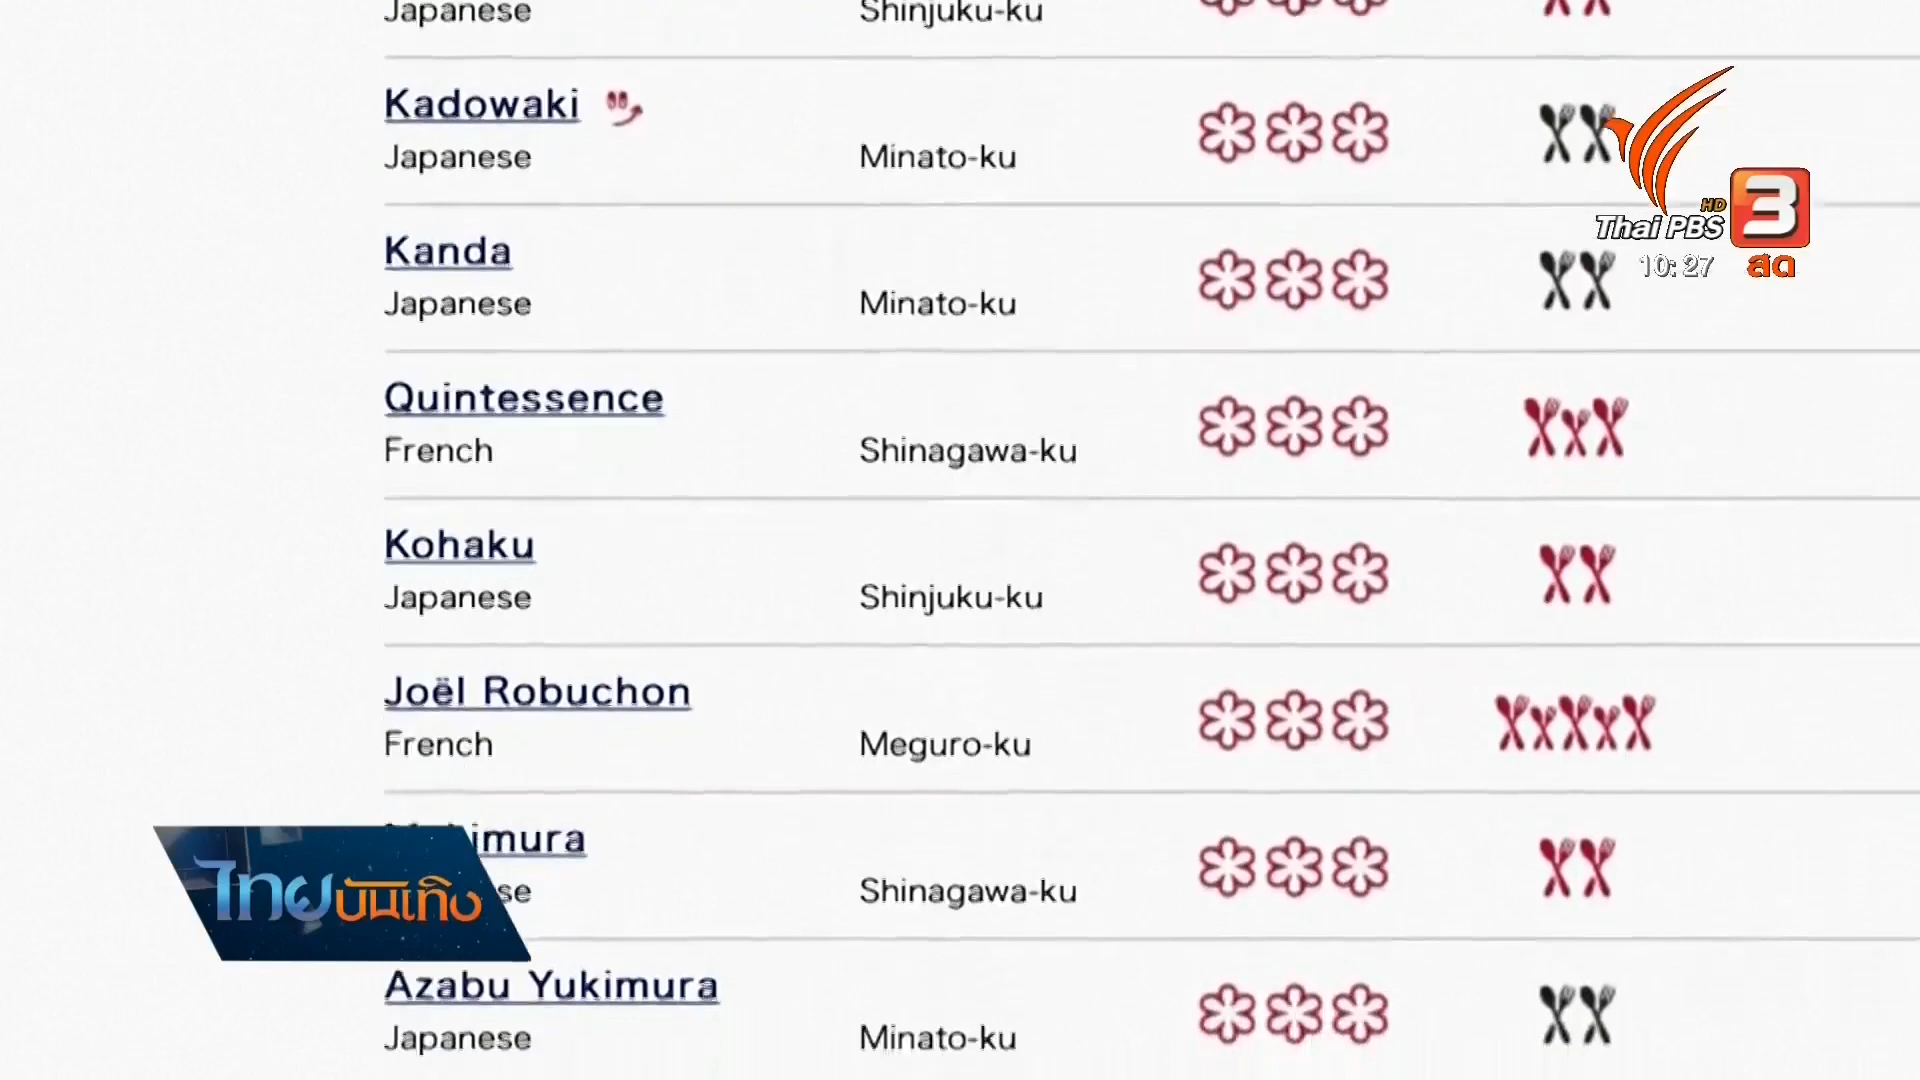 Japanese
Shinjuku-ku
Kadowaki
Japanese
Minato-ku
HD
Thai PBS
3
10:27
สด
Kanda
Japanese
Minato-ku
Quintessence
French
Shinagawa-ku
Kohaku
Japanese
Shinjuku-ku
Joël Robuchon
French
Meguro-ku
imura
se
Shinagawa-ku
ไทยบันเทิง
Azabu Yukimura
Japanese
Minato-ku